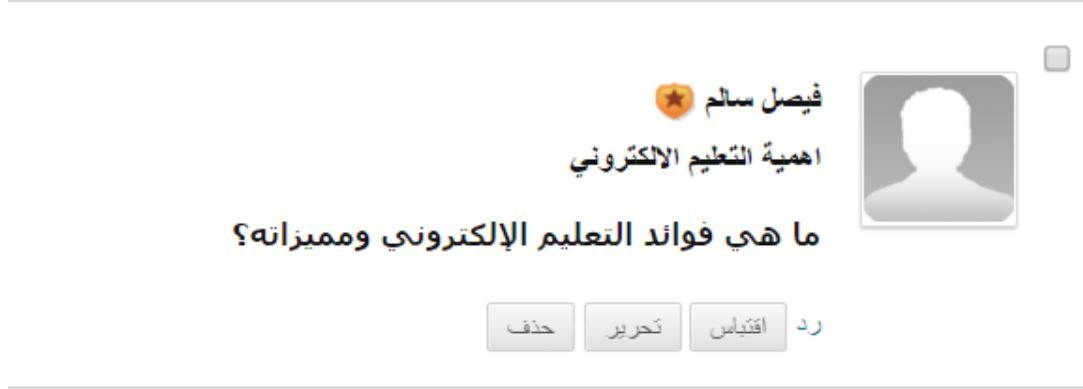 فيصل سالم
اهمية التعليم الالكتروني
ما هي فوائد التعليم الإلكتروني ومميزاته؟
رد اقتباس تحرير حذف